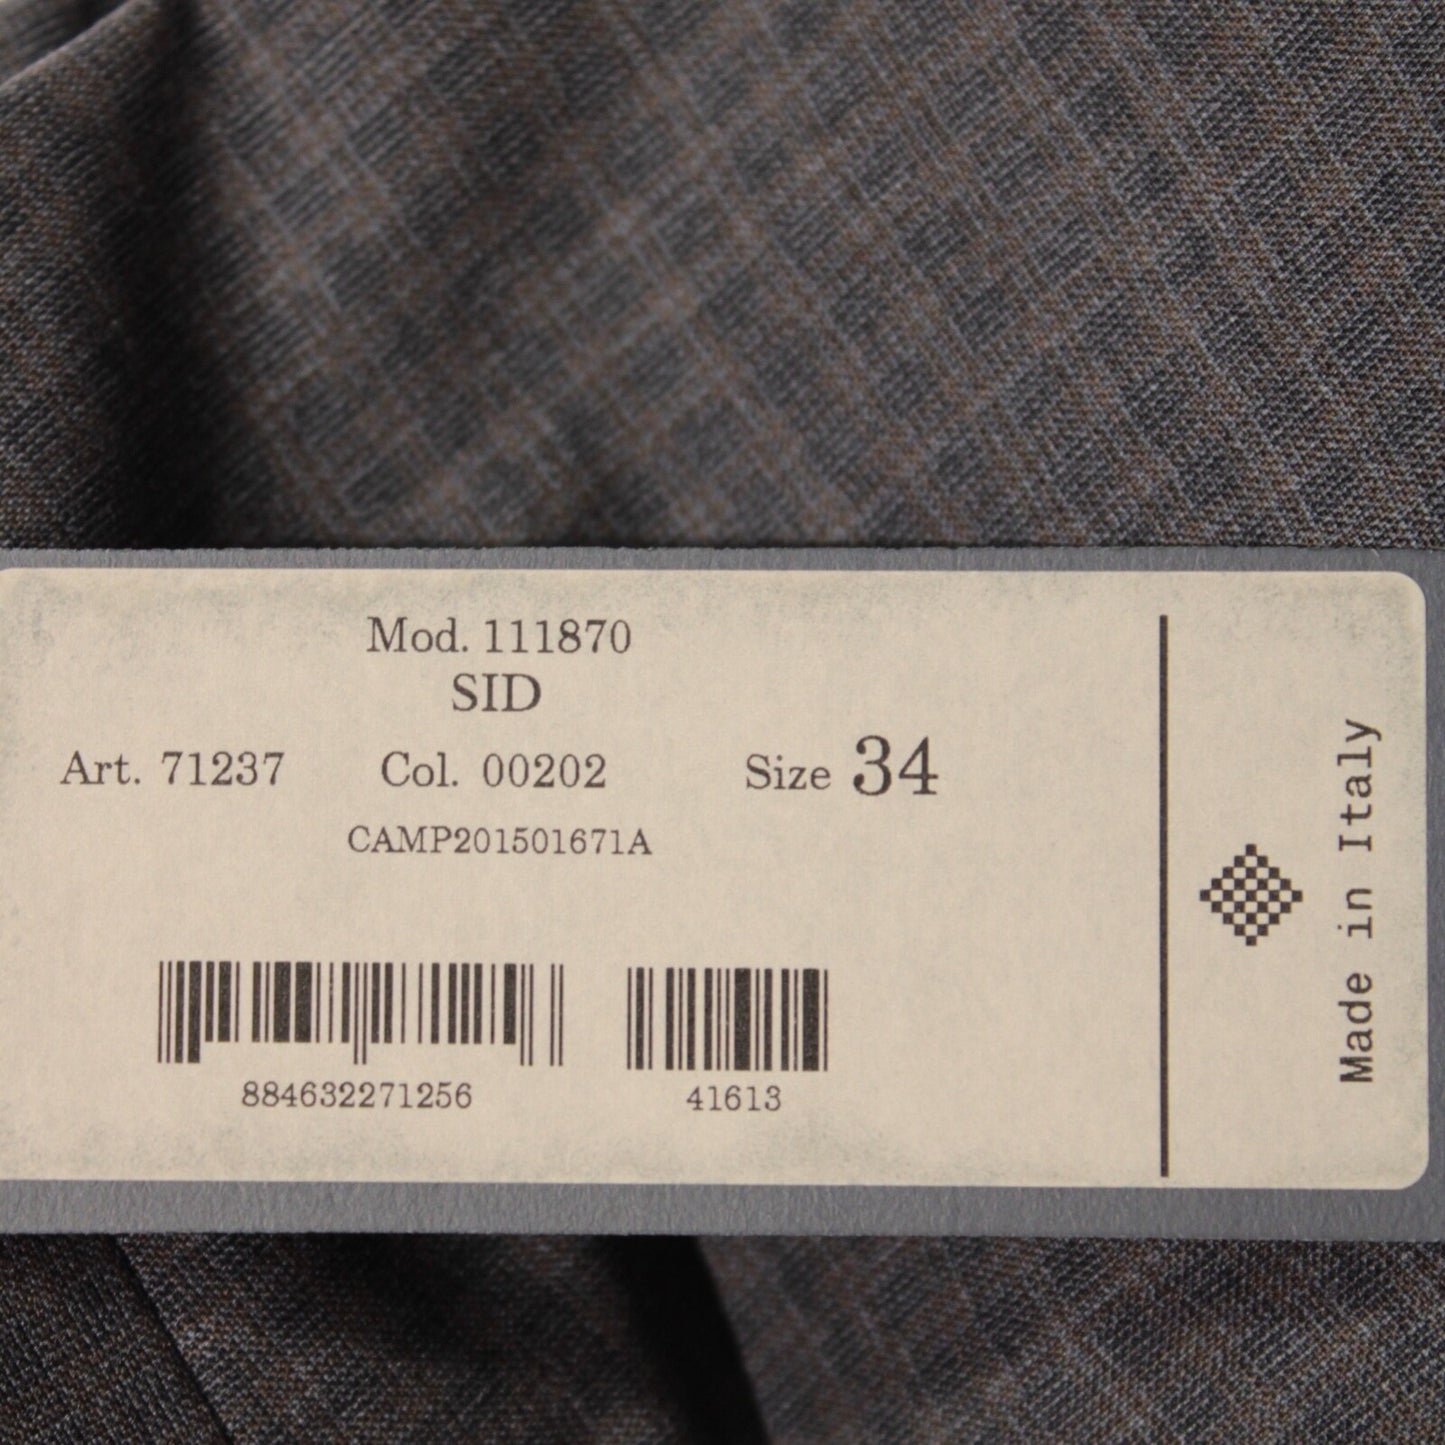 Mod. 111870
SID
Art. 71237 Col. 00202 Size 34
CAMP201501671A
884632271256 41613
Made in Italy